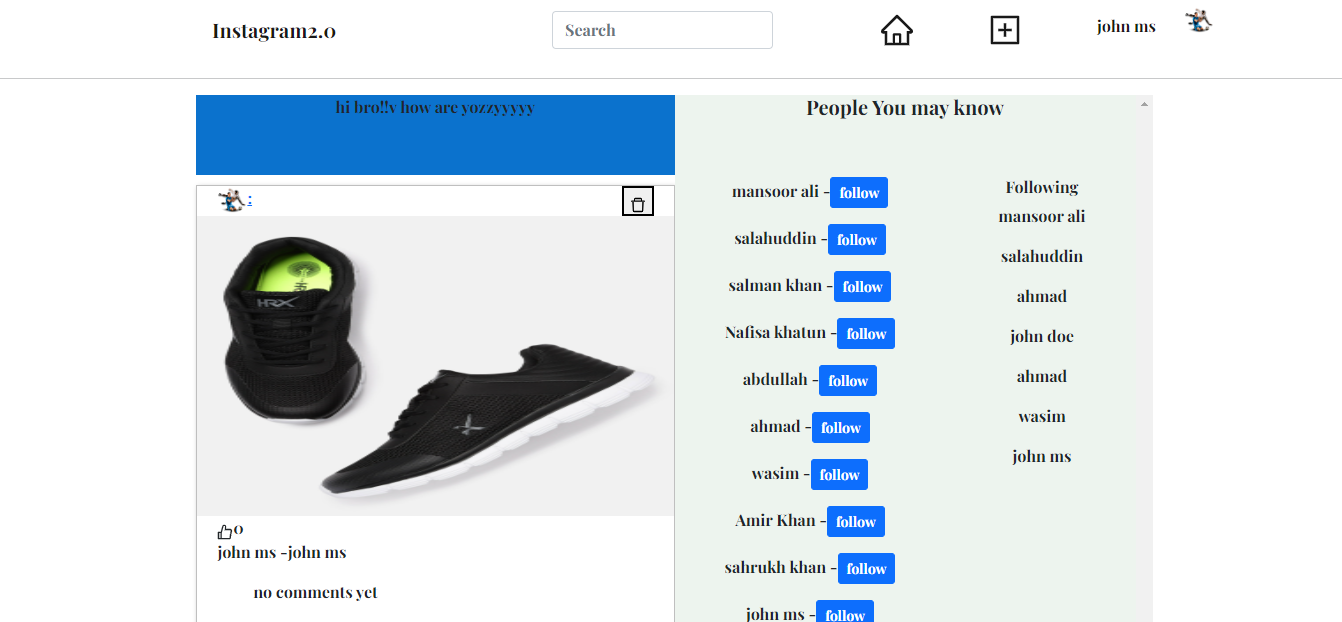 Instagram2.0
Search
john ms
hi bro!!v how are yozzyyyyy
:
HRX
john ms -john ms
0
no comments yet
People You may know
mansoor ali -follow
salahuddin -follow
salman khan -follow
Nafisa khatun -follow
abdullah -follow
ahmad -follow
wasim -follow
Amir Khan -follow
sahrukh khan -follow
john ms -follow
Following
mansoor ali
salahuddin
ahmad
john doe
ahmad
wasim
john ms